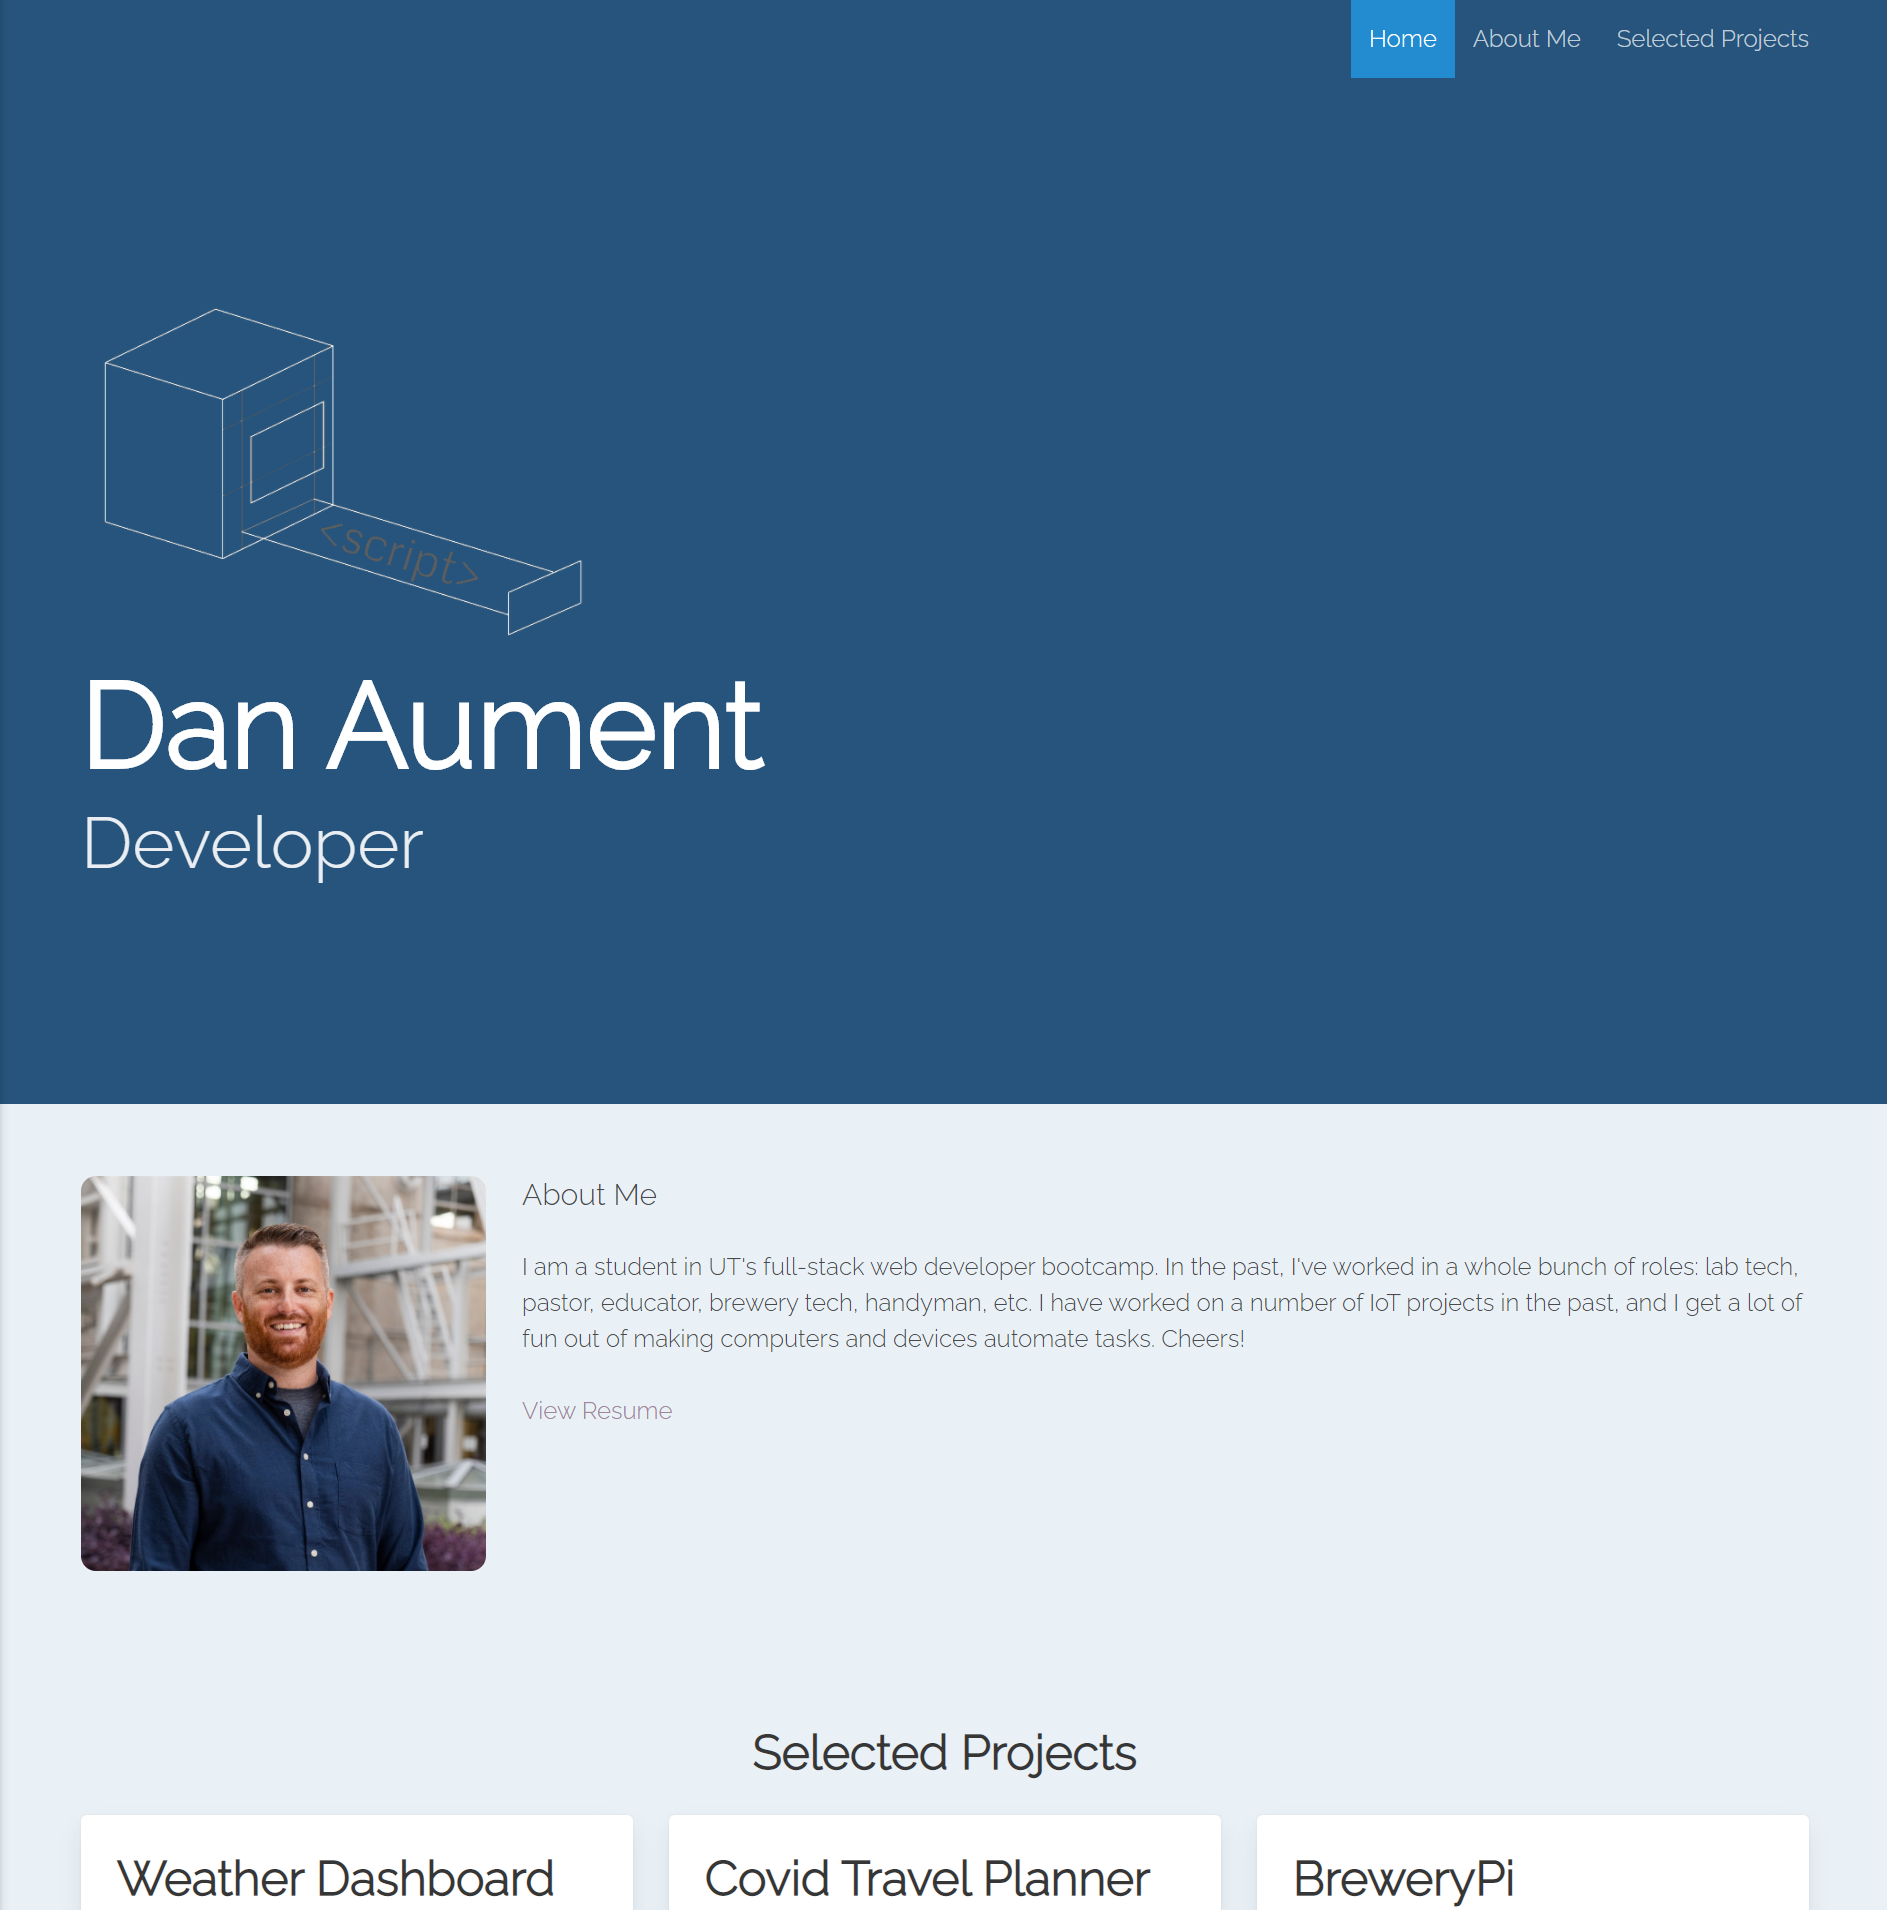 Home About Me Selected Projects
<script>
Dan Aument
Developer
About Me
I am a student in UT's full-stack web developer bootcamp. In the past, I've worked in a whole bunch of roles: lab tech,
pastor, educator, brewery tech, handyman, etc. I have worked on a number of IoT projects in the past, and I get a lot of
fun out of making computers and devices automate tasks. Cheers!
View Resume
Selected Projects
Weather Dashboard
Covid Travel Planner
BreweryPi